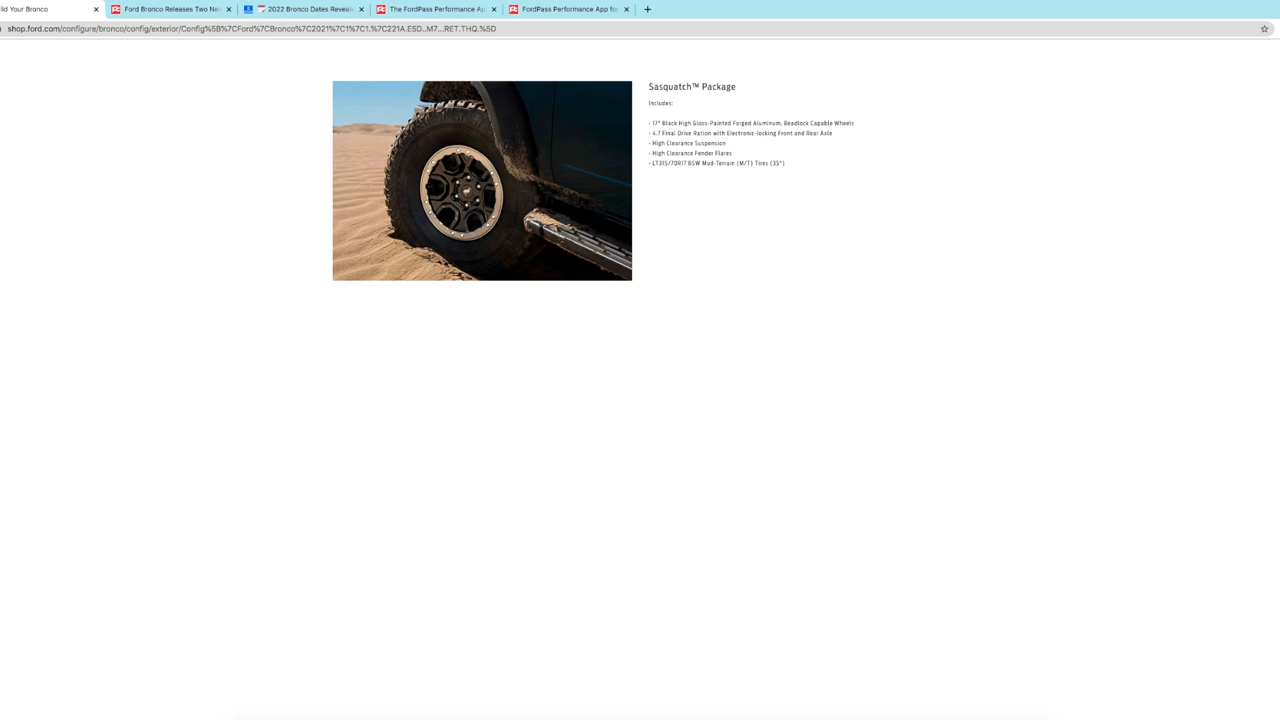 ild Your Bronco
Ford Bronco Releases Two Ne
2022 Bronco Dates Reveal
The FordPass Performance Ap
FordPass Performance App fo
shop.ford.com/configure/bronco/config/exterior/Config%5B%7CFord%7CBronco%7C2021%7C1%7C1.%7C221A.E5D..M7...RET.THQ.%5D
Sasquatch™ Package
Includes:
- 17" Black High Gloss-Painted Forged Aluminum, Beadlock Capable Wheels
- 4.7 Final Drive Ration with Electronic-locking Front and Rear Axle
- High Clearance Suspension
- High Clearance Fender Flares
- LT315/70R17 BSW Mud-Terrain (M/T) Tires (35")